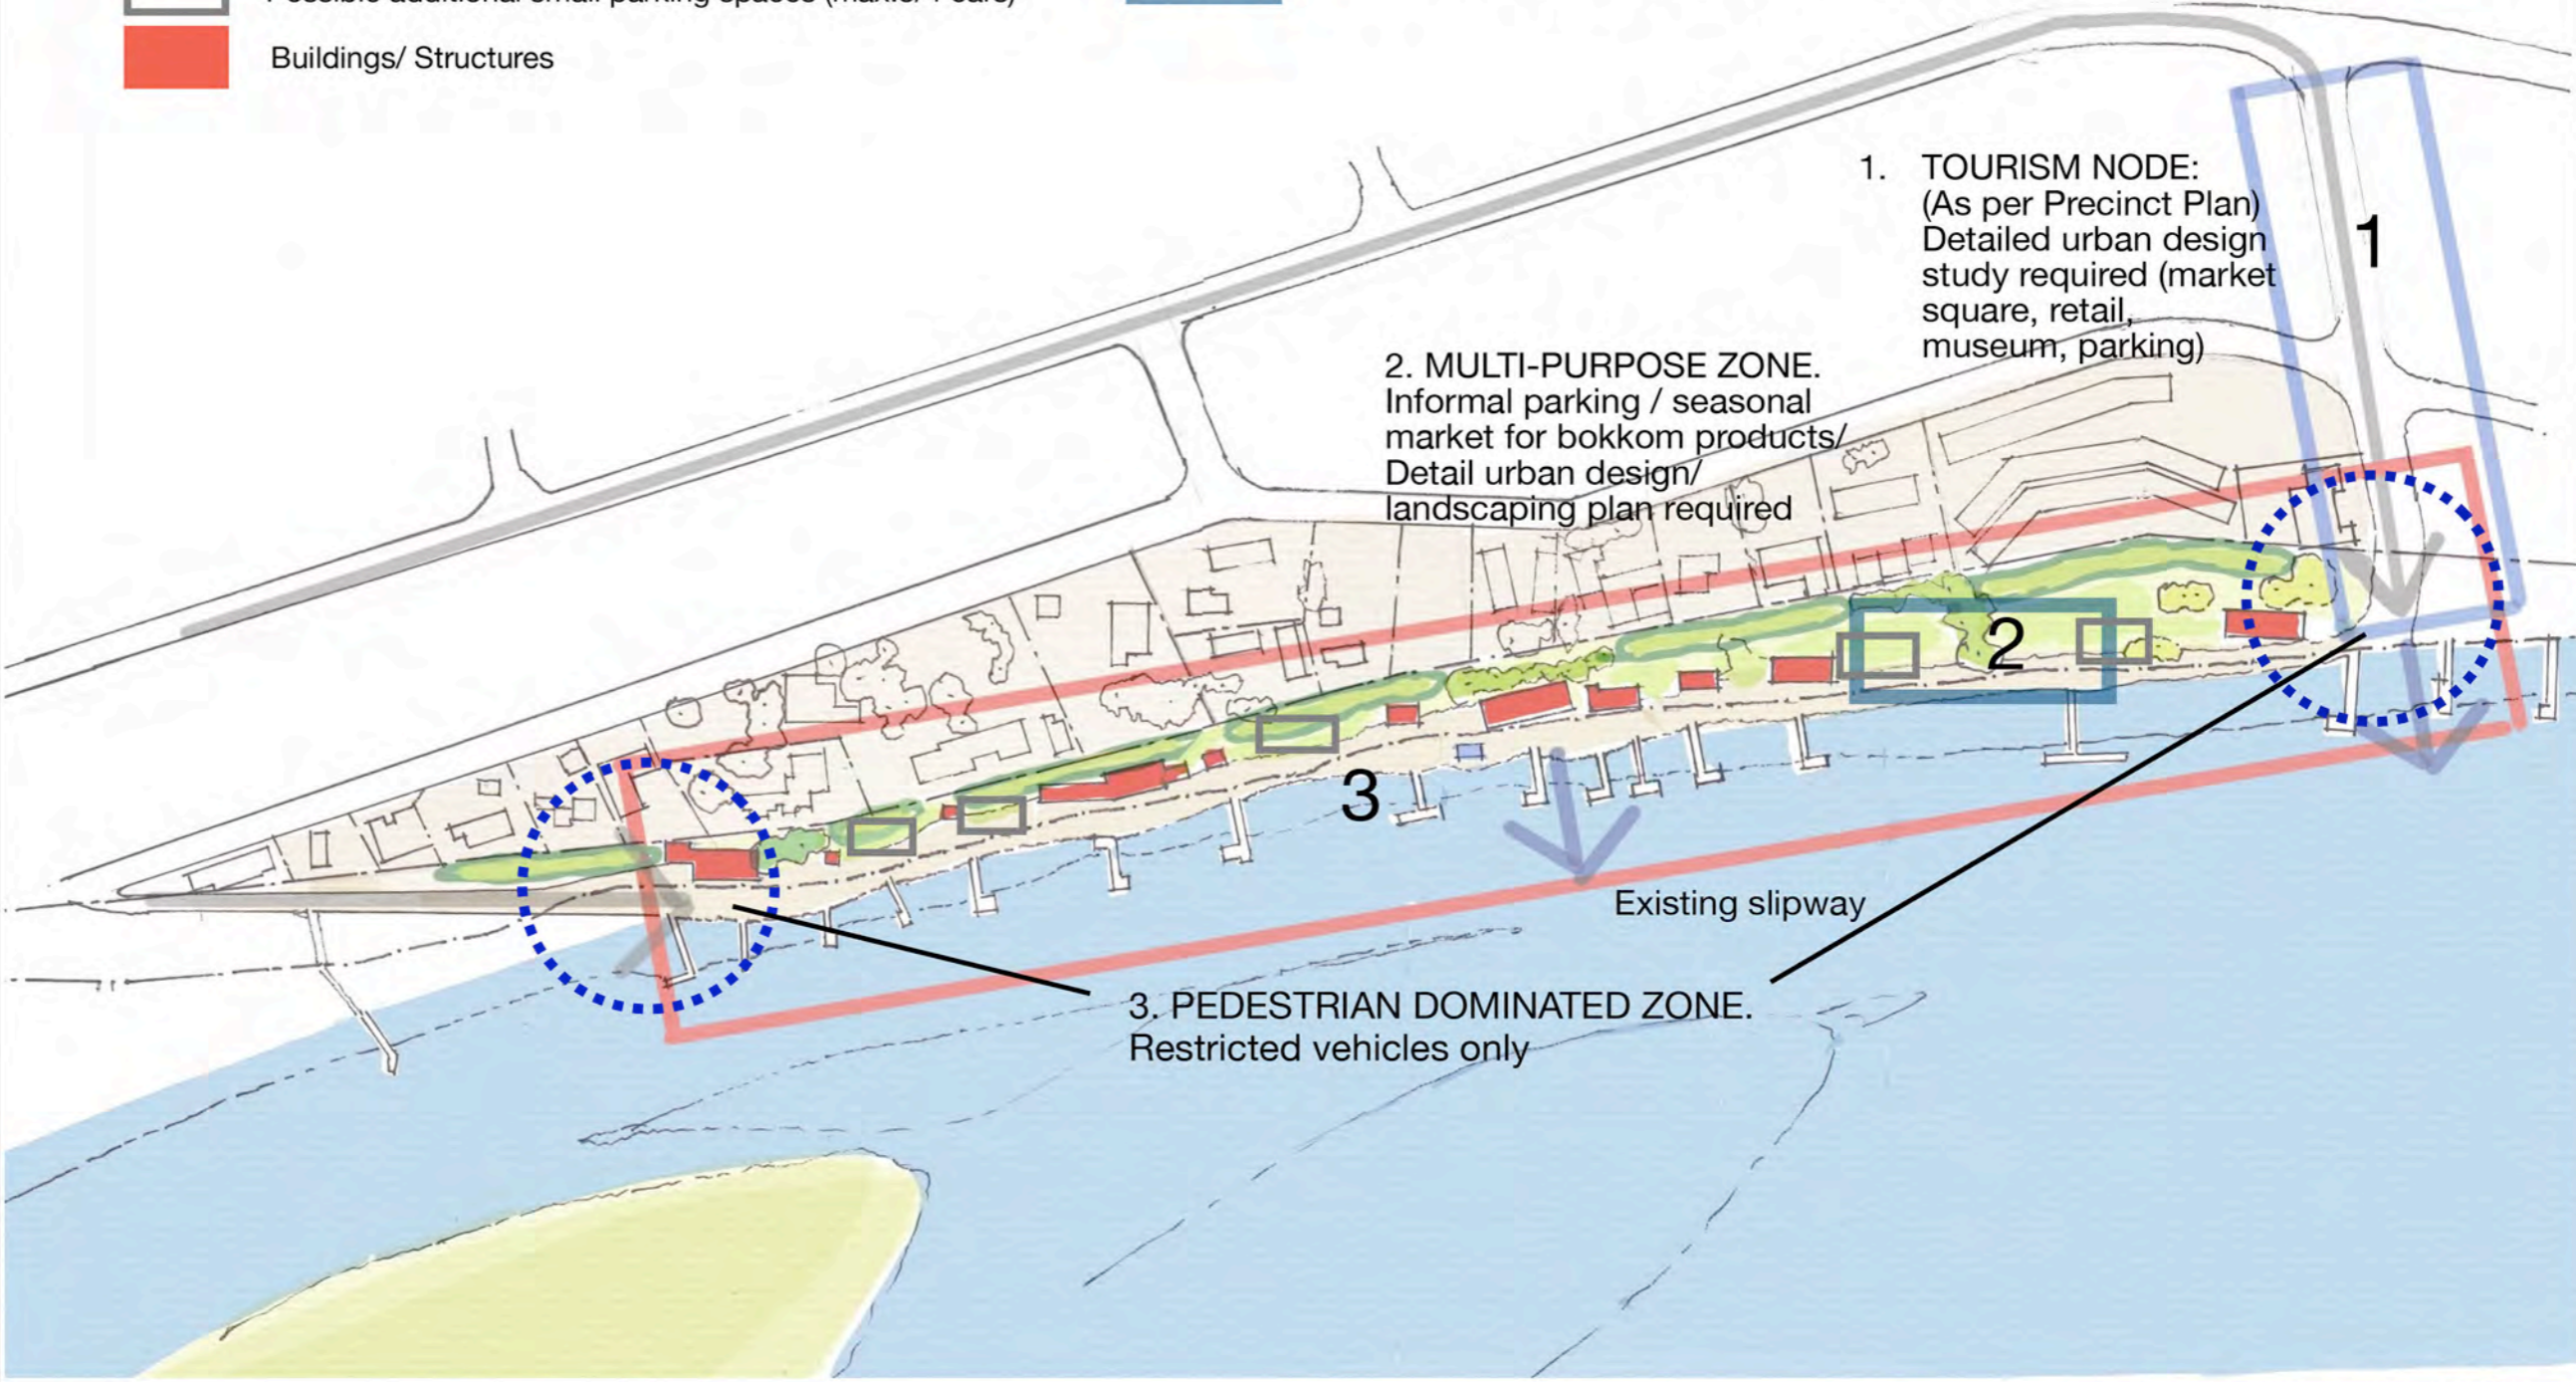 Buildings/ Structures
1. TOURISM NODE:
(As per Precinct Plan)
Detailed urban design
study required (market
square, retail,
museum, parking)
1
2. MULTI-PURPOSE ZONE.
Informal parking / seasonal
market for bokkom products/
Detail urban design/
landscaping plan required
2
3
Existing slipway
3. PEDESTRIAN DOMINATED ZONE.
Restricted vehicles only